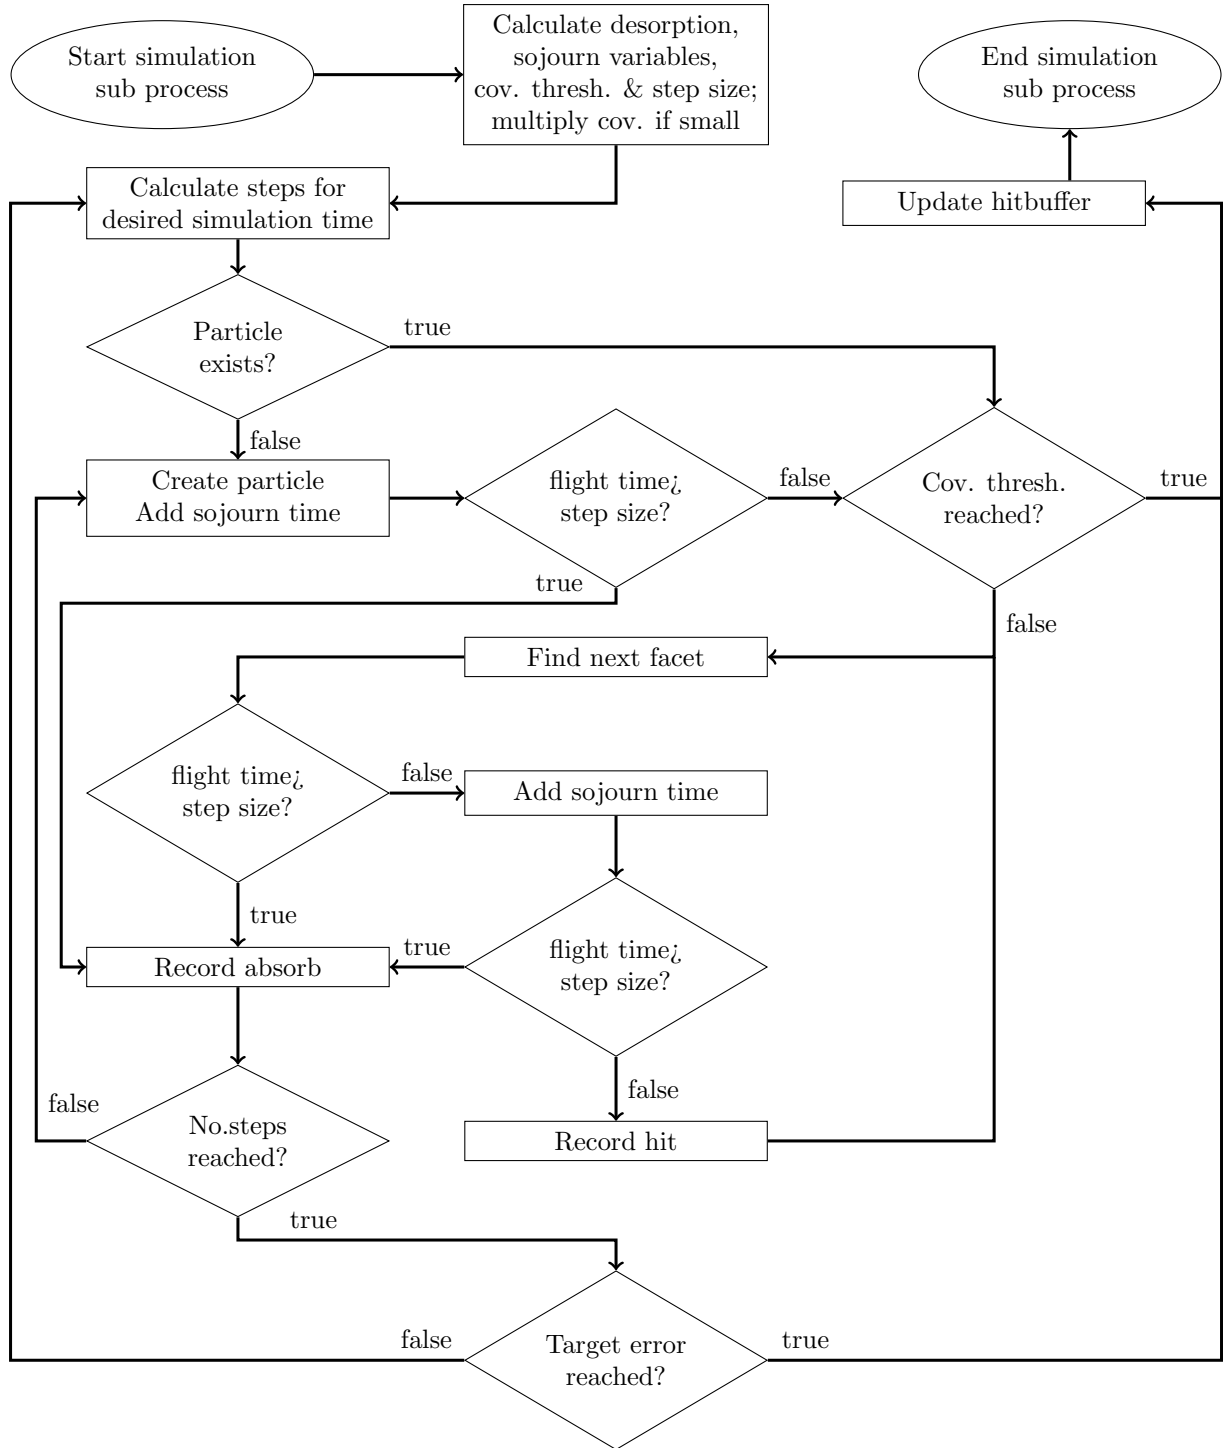 Start simulation
sub process
Calculate desorption,
sojourn variables,
cov. thresh. & step size;
multiply cov. if small
End simulation
sub process
Calculate steps for
desired simulation time
Update hitbuffer
Particle
exists?
true
false
Create particle
Add sojourn time
flight time¿
step size?
false
Cov. thresh.
reached?
true
true
false
Find next facet
flight time¿
step size?
false
Add sojourn time
true
flight time¿
step size?
true
Record absorb
false
No.steps
reached?
false
Record hit
true
false
Target error
reached?
true